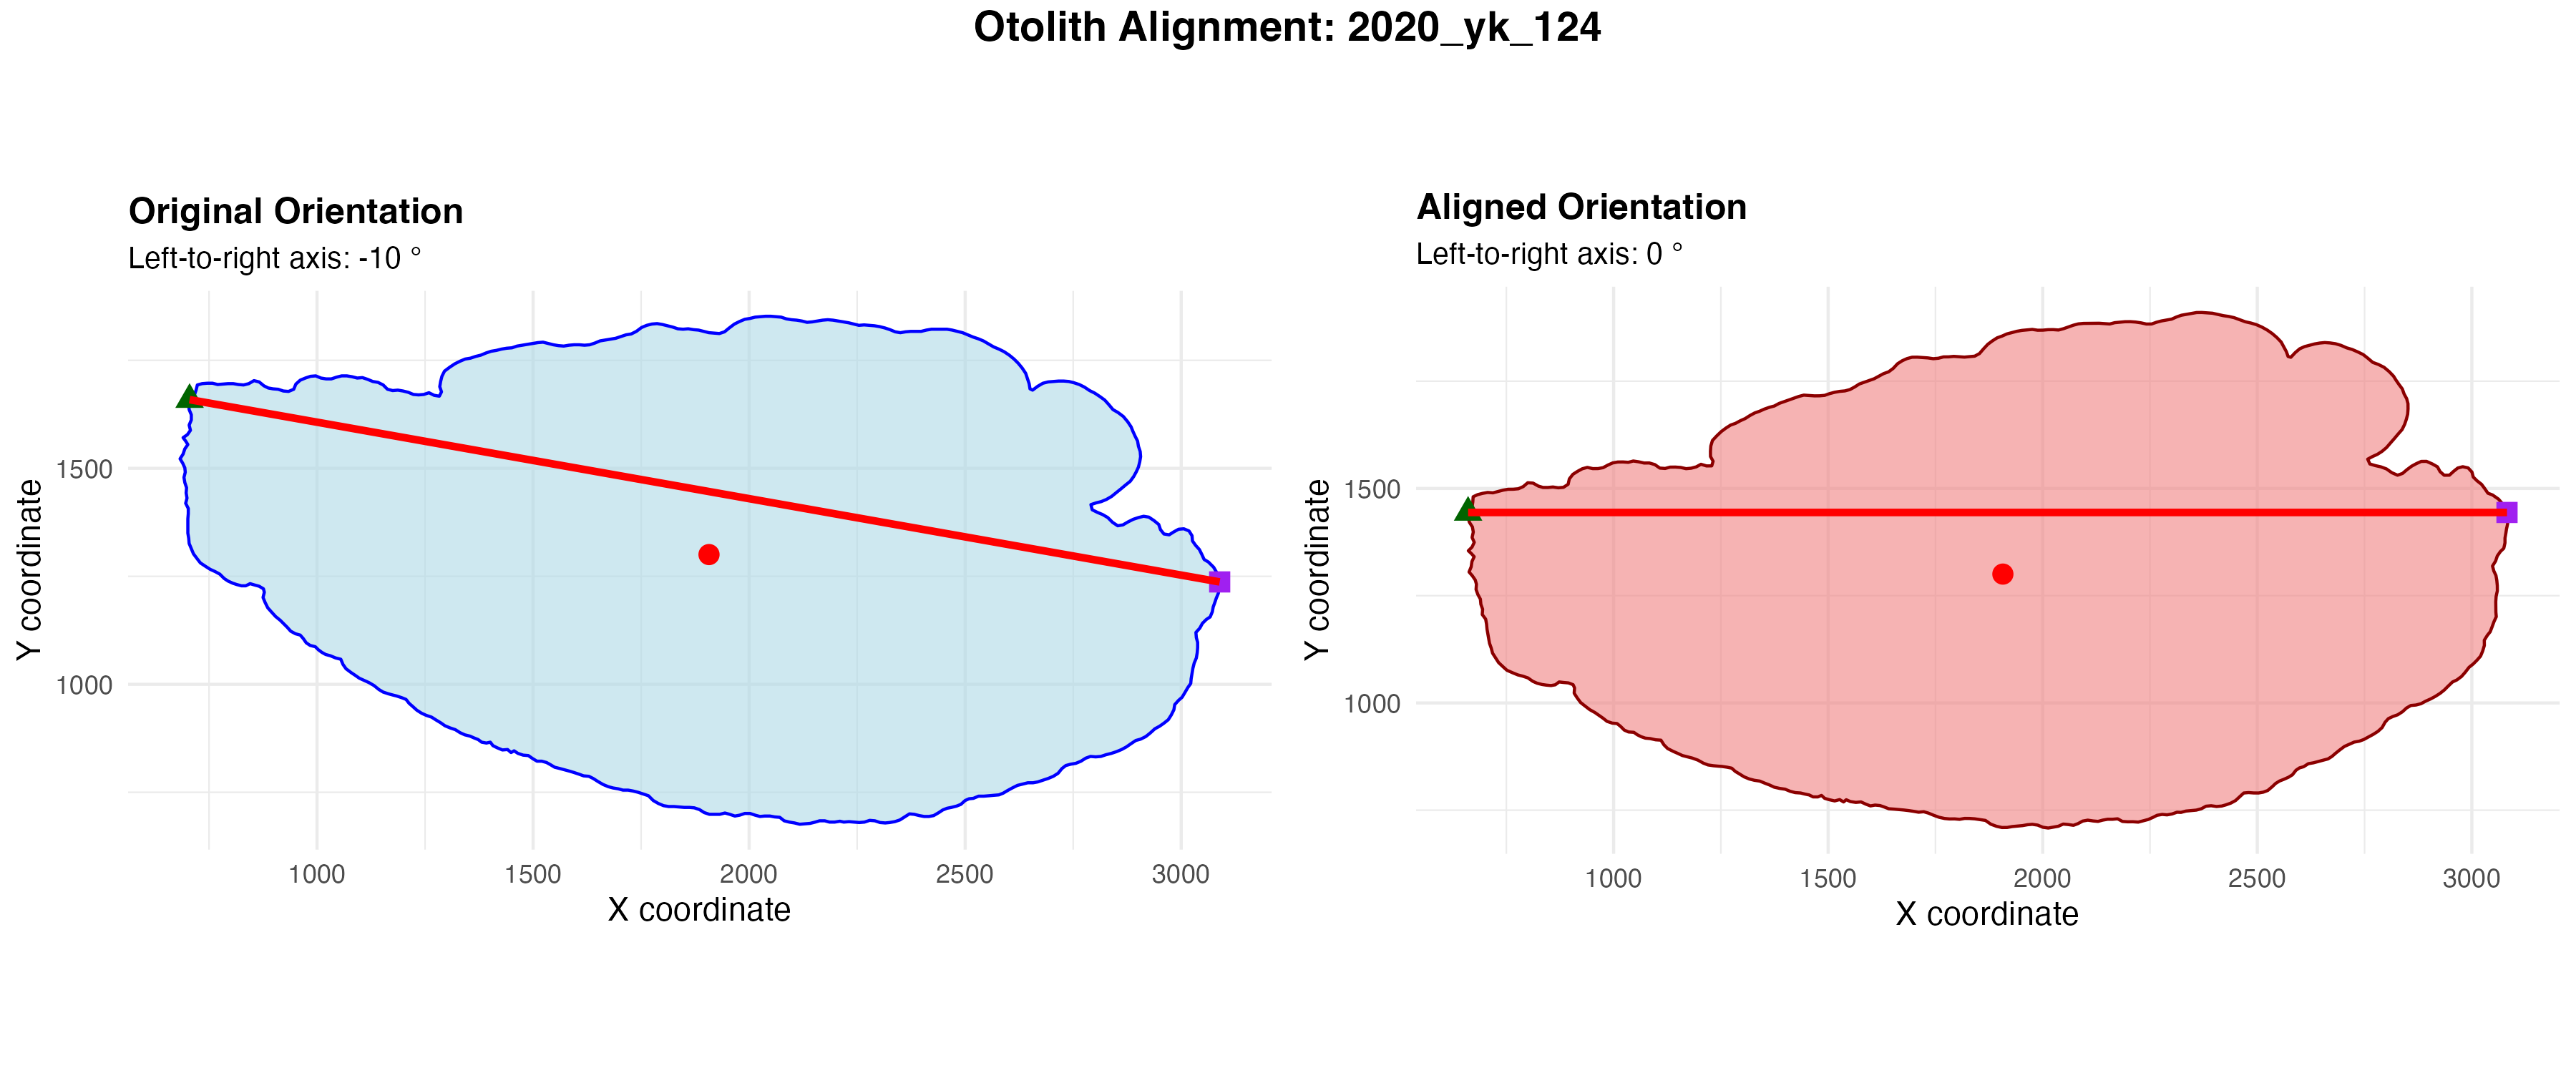 Otolith Alignment: 2020_yk_124
Original Orientation
Left-to-right axis: -10 °
Y coordinate
1500
1000
1000 1500 2000 2500 3000
X coordinate
Aligned Orientation
Left-to-right axis: 0 °
Y coordinate
1500
1000
1000 1500 2000 2500 3000
X coordinate